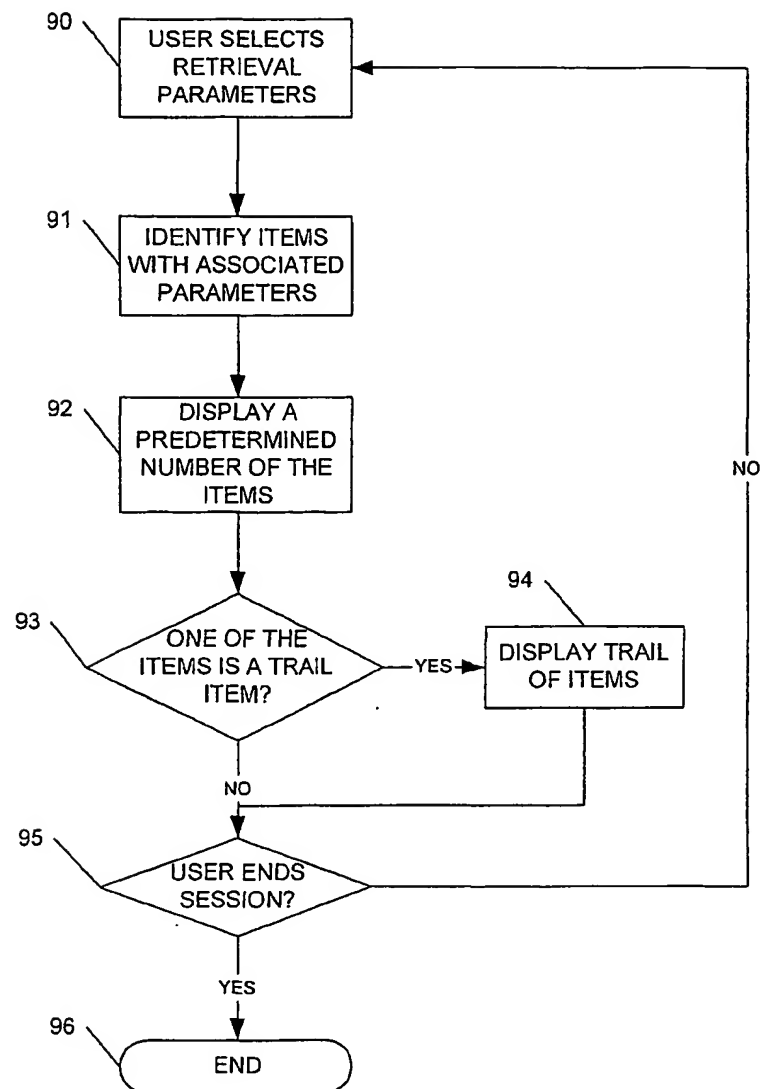 90
USER SELECTS
RETRIEVAL
PARAMETERS
91
IDENTIFY ITEMS
WITH ASSOCIATED
PARAMETERS
92
DISPLAY A
PREDETERMINED
NUMBER OF THE
ITEMS
NO
93
ONE OF THE
ITEMS IS A TRAIL
ITEM?
YES
94
DISPLAY TRAIL
OF ITEMS
NO
95
USER ENDS
SESSION?
YES
96
END